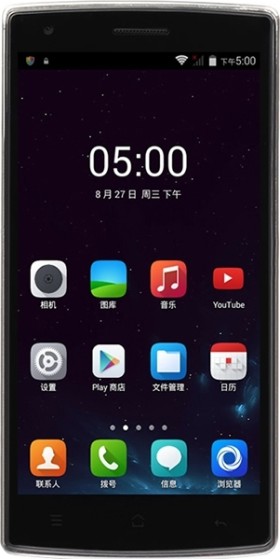 下午5:00
05:00
8月27日 周三 下午
相机 图库 音乐 YouTube
设置 Play 商店 文件管理 日历
联系人 拨号 信息 浏览器